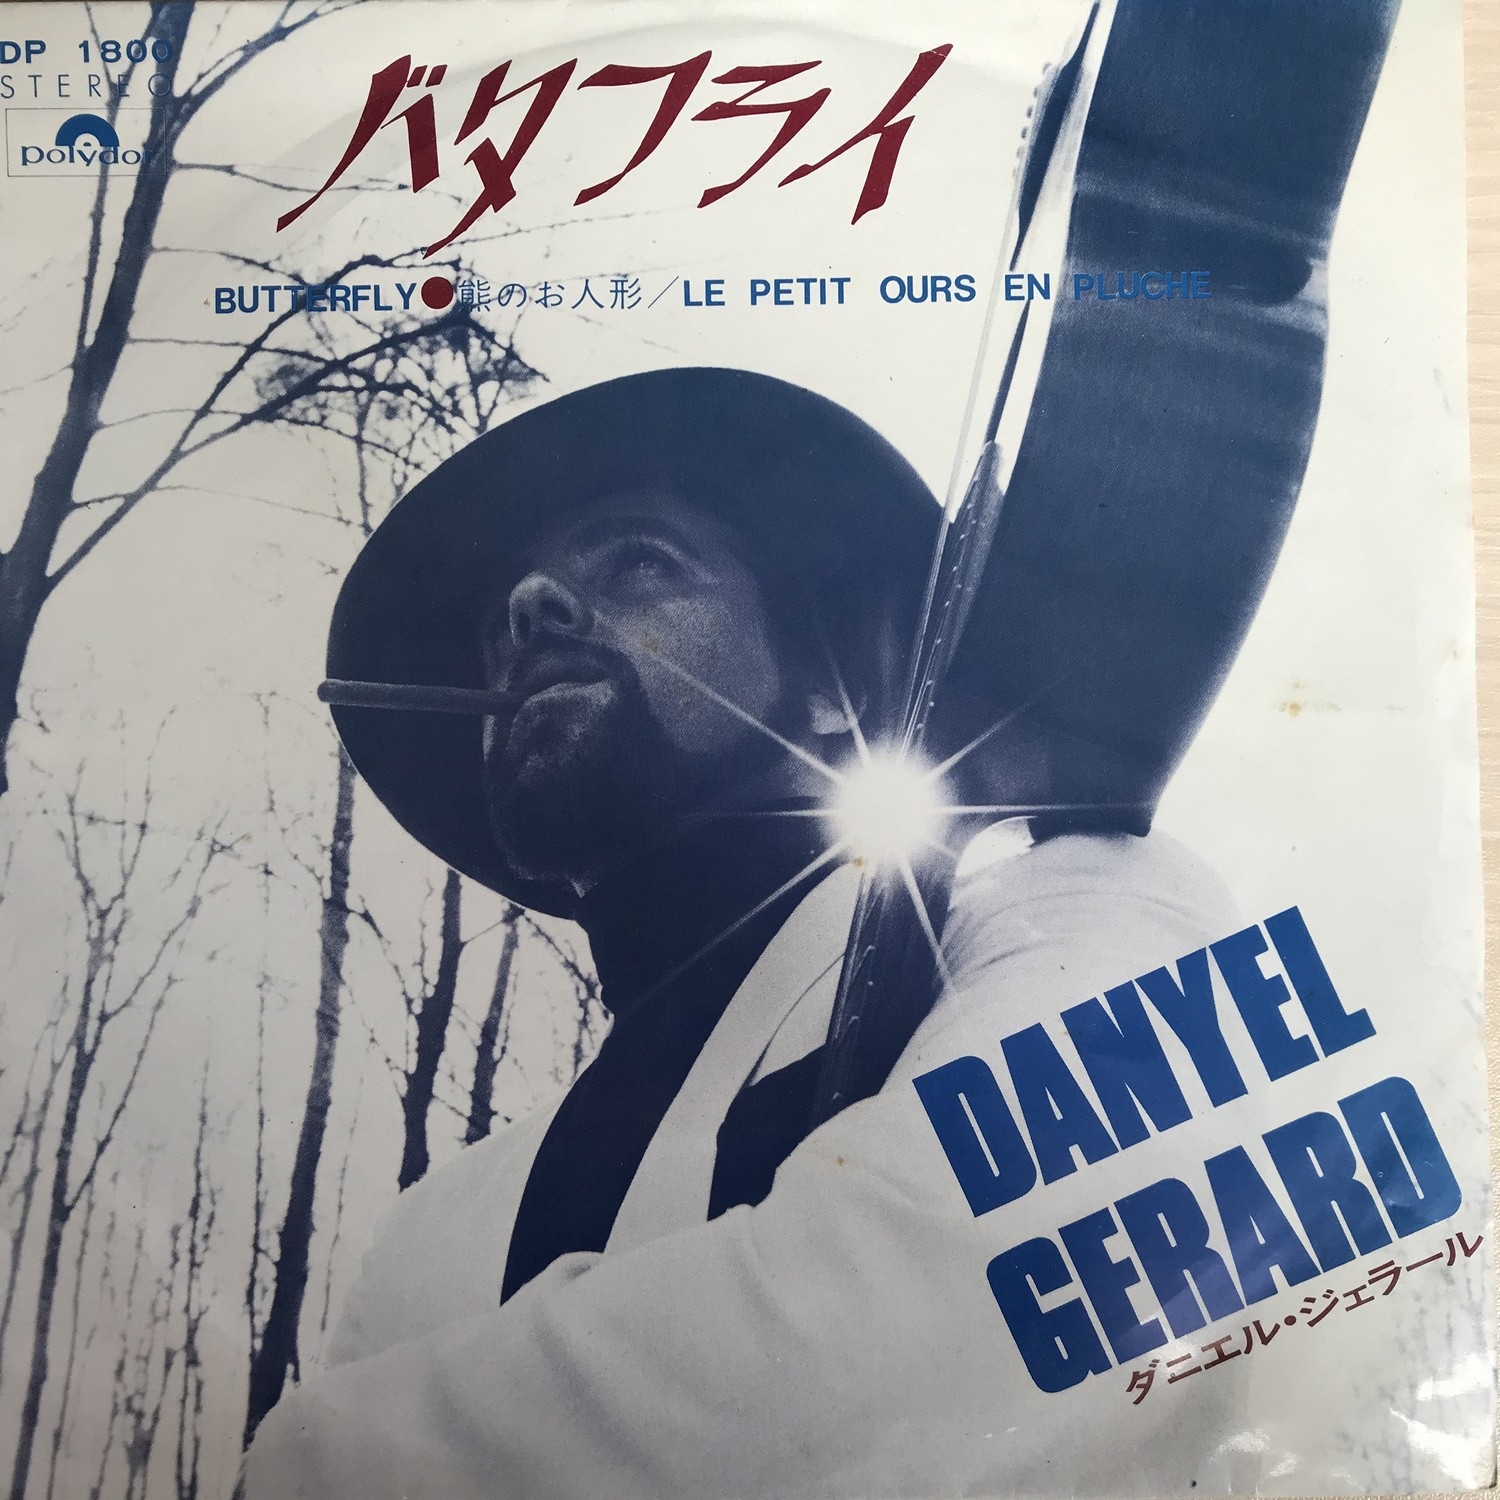 DP 1800
STEREO
polydor
バタフライ
BUTTERFLY●熊のお人形／LE PETIT OURS EN PLUCHE
DANYEL
GERARD
ダニエル・ジェラール